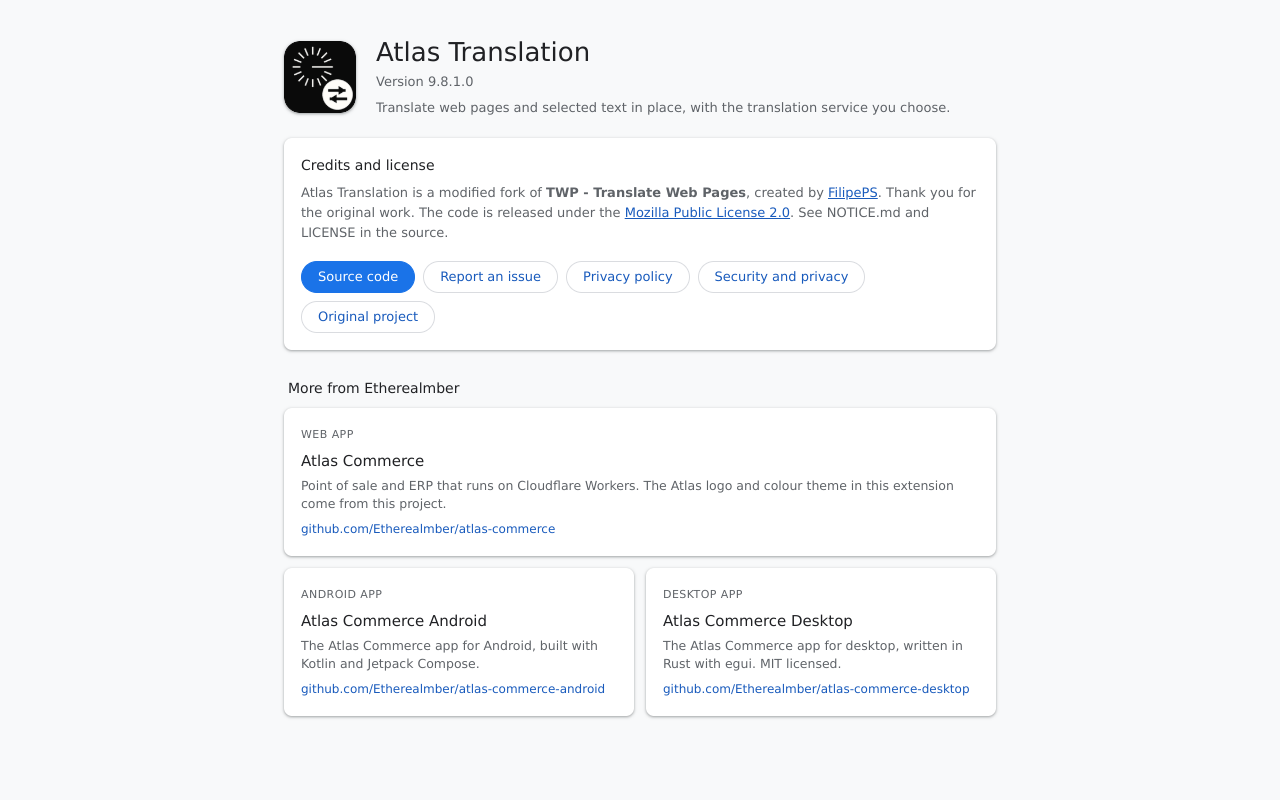 Atlas Translation
Version 9.8.1.0
Translate web pages and selected text in place, with the translation service you choose.
Credits and license
Atlas Translation is a modified fork of TWP - Translate Web Pages, created by FilipePS. Thank you for
the original work. The code is released under the Mozilla Public License 2.0. See NOTICE.md and
LICENSE in the source.
Source code
Report an issue
Privacy policy
Security and privacy
Original project
More from Etherealmber
WEB APP
Atlas Commerce
Point of sale and ERP that runs on Cloudflare Workers. The Atlas logo and colour theme in this extension
come from this project.
github.com/Etherealmber/atlas-commerce
ANDROID APP
Atlas Commerce Android
The Atlas Commerce app for Android, built with
Kotlin and Jetpack Compose.
github.com/Etherealmber/atlas-commerce-android
DESKTOP APP
Atlas Commerce Desktop
The Atlas Commerce app for desktop, written in
Rust with egui. MIT licensed.
github.com/Etherealmber/atlas-commerce-desktop